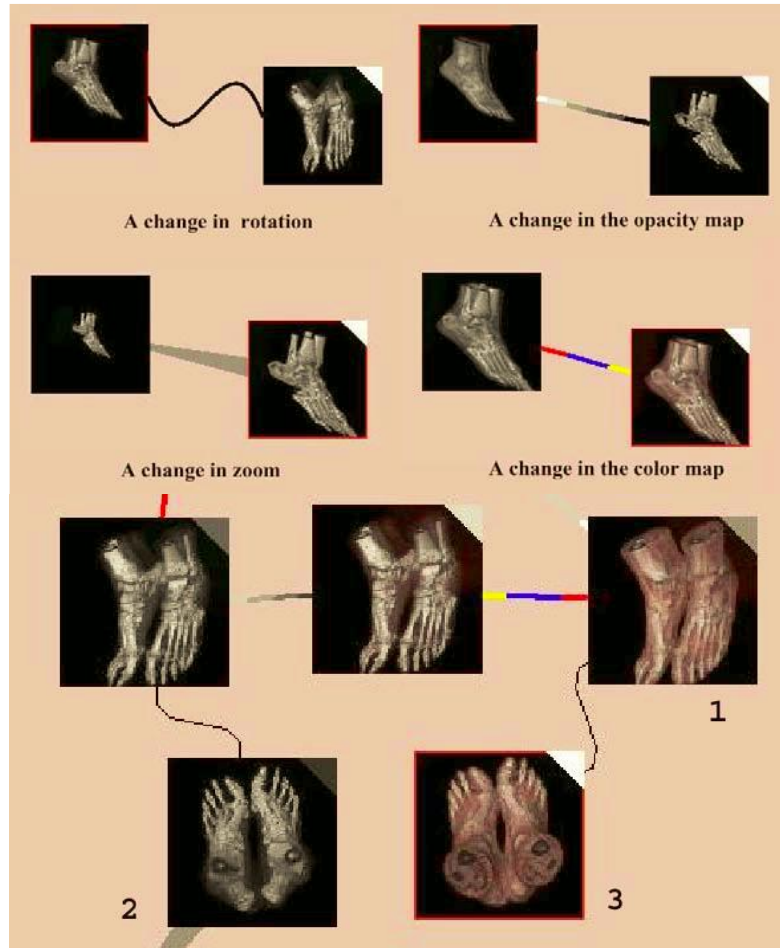 A change in rotation
A change in the opacity map
A change in zoom
A change in the color map
1
2
3